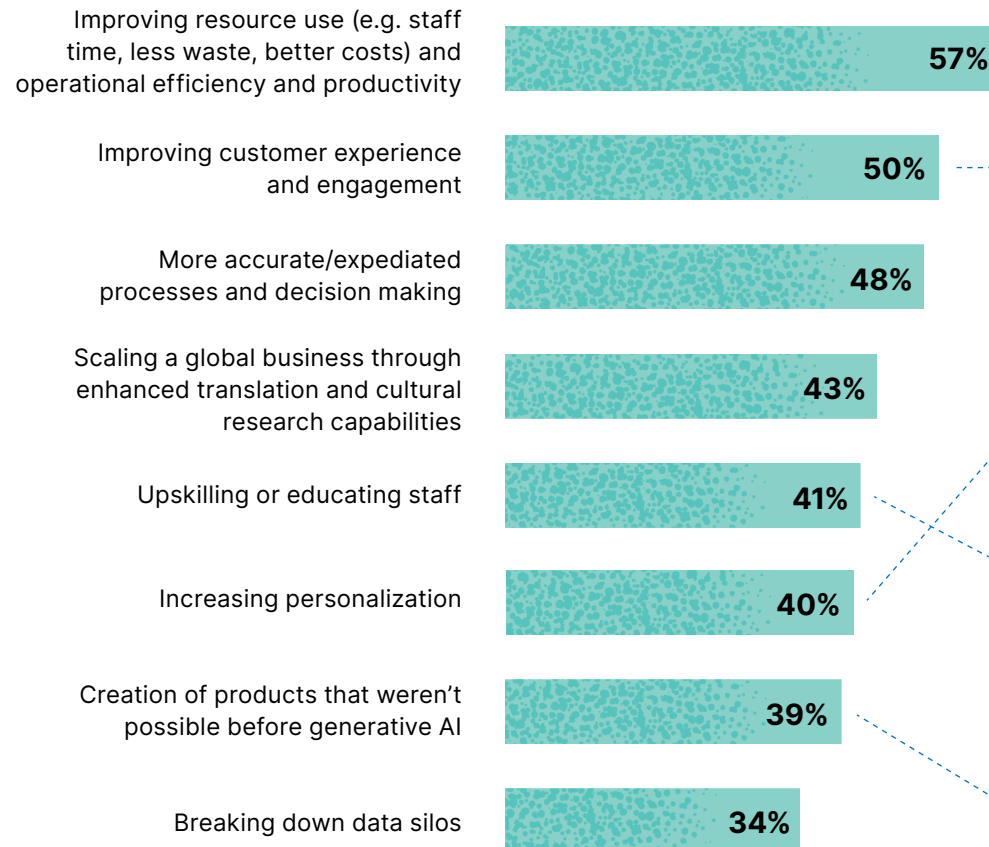 Improving resource use (e.g. staff
time, less waste, better costs) and
operational efficiency and productivity
57%
Improving customer experience
and engagement
50%
More accurate/expediated
processes and decision making
48%
Scaling a global business through
enhanced translation and cultural
research capabilities
43%
Upskilling or educating staff
41%
Increasing personalization
40%
Creation of products that weren’t
possible before generative AI
39%
Breaking down data silos
34%